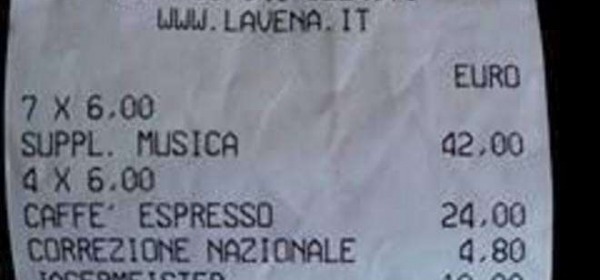 WWW.LAVENA.IT
EURO
7 X 6,00
SUPPL. MUSICA 42,00
4 X 6,00
CAFFE' ESPRESSO 24,00
CORREZIONE NAZIONALE 4,80
JAGERMEISTER